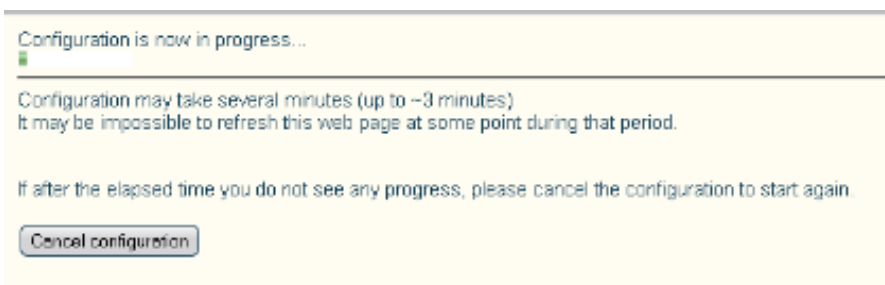 Configuration is now in progress...
Configuration may take several minutes (up to ~3 minutes)
It may be impossible to refresh this web page at some point during that period.
If after the elapsed time you do not see any progress, please cancel the configuration to start again.
Cancel configuration